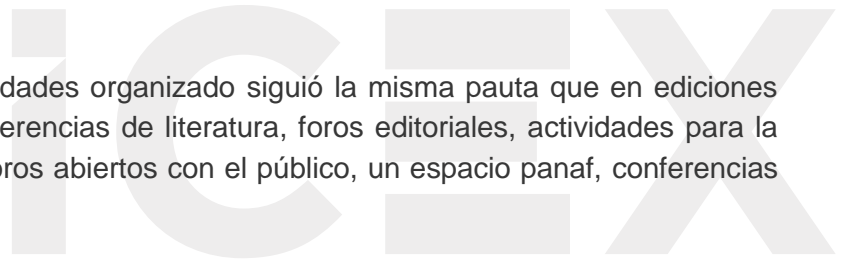 iCEX
dades organizado siguió la misma pauta que en ediciones
erencias de literatura, foros editoriales, actividades para la
oros abiertos con el público, un espacio panaf, conferencias